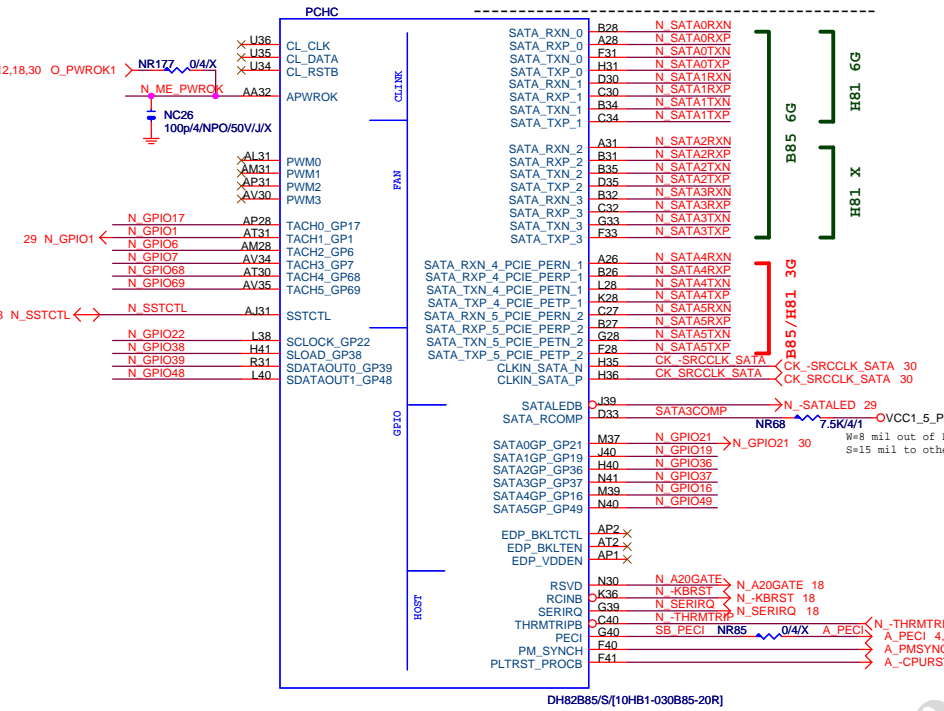 PCHC
U36 CL_CLK
U35 CL_DATA
U34 CL_RSTB
12,18,30 O_PWROK1 NR177 0/4/X
N_ME_PWROK AA32 APWROK
NC26
100p/4/NPO/50V/J/X
CLINK
AL31 PWM0
AM31 PWM1
AP31 PWM2
AV30 PWM3
FAN
N_GPIO17 AP28 TACH0_GP17
29 N_GPIO1 N_GPIO1 AT31 TACH1_GP1
N_GPIO6 AM28 TACH2_GP6
N_GPIO7 AV34 TACH3_GP7
N_GPIO68 AT30 TACH4_GP68
N_GPIO69 AV35 TACH5_GP69
N_SSTCTL N_SSTCTL AJ31 SSTCTL
N_GPIO22 L38 SCLOCK_GP22
N_GPIO38 H41 SLOAD_GP38
N_GPIO39 R31 SDATAOUT0_GP39
N_GPIO48 L40 SDATAOUT1_GP48
GPIO
HOST
SATA_RXN_0 B28 N_SATA0RXN
SATA_RXP_0 A28 N_SATA0RXP
SATA_TXN_0 F31 N_SATA0TXN
SATA_TXP_0 H31 N_SATA0TXP
SATA_RXN_1 D30 N_SATA1RXN
SATA_RXP_1 C30 N_SATA1RXP
SATA_TXN_1 B34 N_SATA1TXN
SATA_TXP_1 C34 N_SATA1TXP
SATA_RXN_2 A31 N_SATA2RXN
SATA_RXP_2 B31 N_SATA2RXP
SATA_TXN_2 B35 N_SATA2TXN
SATA_TXP_2 D35 N_SATA2TXP
SATA_RXN_3 B32 N_SATA3RXN
SATA_RXP_3 C32 N_SATA3RXP
SATA_TXN_3 G33 N_SATA3TXN
SATA_TXP_3 F33 N_SATA3TXP
B85 6G
H81 6G
H81 X
SATA_RXN_4_PCIE_PERN_1 A26 N_SATA4RXN
SATA_RXP_4_PCIE_PERP_1 B26 N_SATA4RXP
SATA_TXN_4_PCIE_PETN_1 L28 N_SATA4TXN
SATA_TXP_4_PCIE_PETP_1 K28 N_SATA4TXP
SATA_RXN_5_PCIE_PERN_2 C27 N_SATA5RXN
SATA_RXP_5_PCIE_PERP_2 B27 N_SATA5RXP
SATA_TXN_5_PCIE_PETN_2 G28 N_SATA5TXN
SATA_TXP_5_PCIE_PETP_2 F28 N_SATA5TXP
B85/H81 3G
CLKIN_SATA_N H35 CK_-SRCCLK_SATA CK_-SRCCLK_SATA 30
CLKIN_SATA_P H36 CK_SRCCLK_SATA CK_SRCCLK_SATA 30
SATALEDB J39 N_-SATALED 29
SATA_RCOMP D33 SATA3COMP NR68 7.5K/4/1 VCC1_5_P
W=8 mil out of
S=15 mil to othe
SATA0GP_GP21 M37 N_GPIO21 N_GPIO21 30
SATA1GP_GP19 J40 N_GPIO19
SATA2GP_GP36 H40 N_GPIO36
SATA3GP_GP37 N41 N_GPIO37
SATA4GP_GP16 M39 N_GPIO16
SATA5GP_GP49 N40 N_GPIO49
EDP_BKLTCTL AP2
EDP_BKLTEN AT2
EDP_VDDEN AP1
RSVD N30 N_A20GATE N_A20GATE 18
RCINB K36 N_-KBRST N_-KBRST 18
SERIRQ G39 N_SERIRQ N_SERIRQ 18
THRMTRIPB C40 N_-THRMTRIP N_-THRMTRI
PECI G40 SB_PECI NR85 0/4/X A_PECI A_PECI 4,
PM_SYNCH F40 A_PMSYNC
PLTRST_PROCB F41 A_-CPURS
DH82B85/S/[10HB1-030B85-20R]